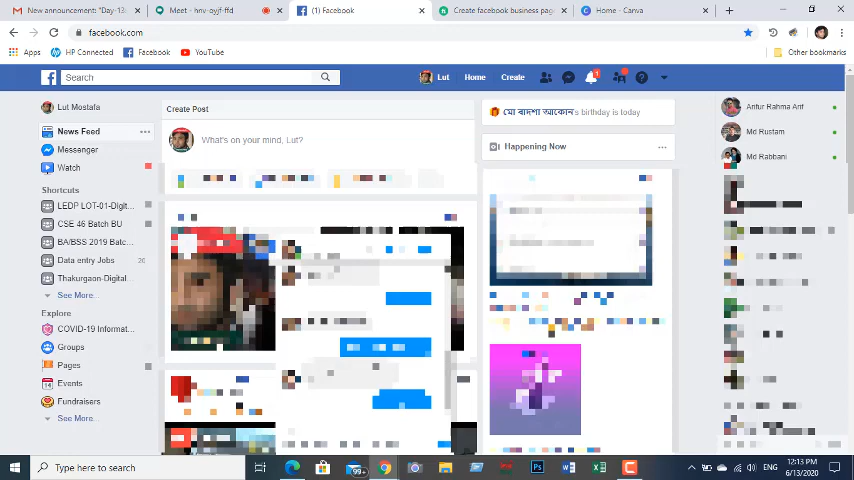 New announcement: "Day-13:
Meet - hnv-oyjf-ffd
(1) Facebook
Create facebook business page
Home - Canva
facebook.com
Apps
HP Connected
Facebook
YouTube
Other bookmarks
Search
Lut
Home
Create
1
Lut Mostafa
News Feed
Messenger
Watch
Shortcuts
LEDP LOT-01-Digit...
CSE 46 Batch BU
BA/BSS 2019 Batc...
Data entry Jobs
20
Thakurgaon-Digital...
See More...
Explore
COVID-19 Informat...
Groups
Pages
Events
Fundraisers
See More...
Create Post
What's on your mind, Lut?
মো বাদশা আকোন's birthday is today
Happening Now
Arifur Rahma Arif
Md Rustam
Md Rabbani
Type here to search
99+
ENG
12:13 PM
6/13/2020